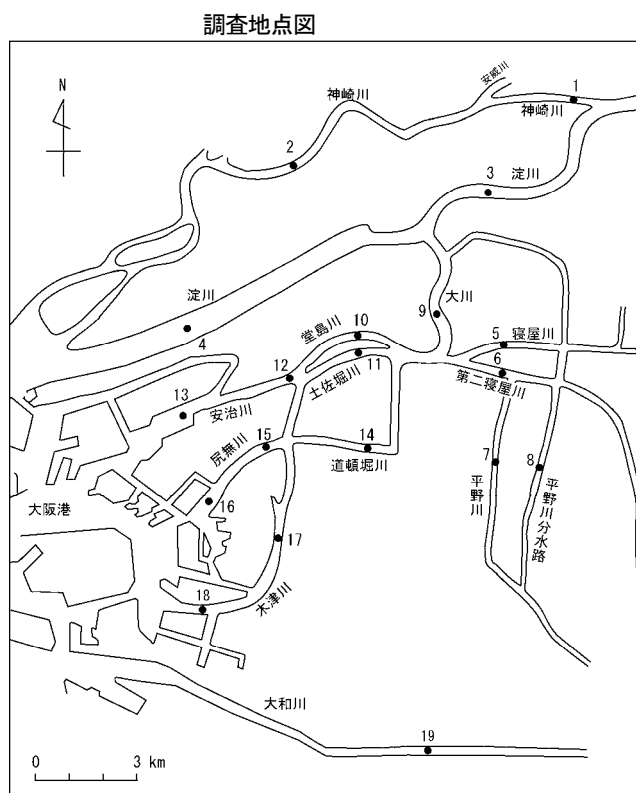 調査地点図
N
安威川
神崎川
1
神崎川
2
3
淀川
淀川
4
大川
9
堂島川
10
5
寝屋川
11
6
土佐堀川
第二寝屋川
12
13
安治川
尻無川
15
14
道頓堀川
7
8
平野川
平野川分水路
大阪港
16
17
木津川
18
大和川
19
0
3 km